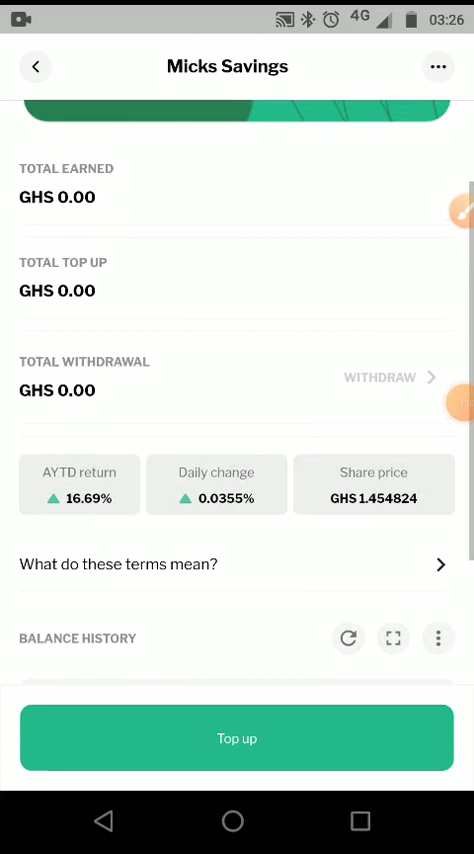 4G 03:26
Micks Savings
TOTAL EARNED
GHS 0.00
TOTAL TOP UP
GHS 0.00
TOTAL WITHDRAWAL
WITHDRAW
GHS 0.00
AYTD return Daily change Share price
16.69% 0.0355% GHS 1.454824
What do these terms mean?
BALANCE HISTORY
Top up